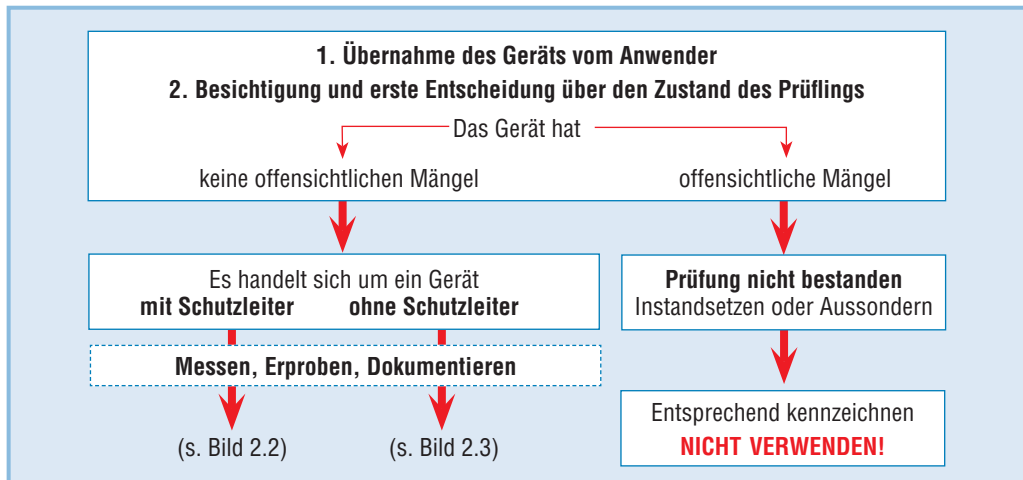 1. Übernahme des Geräts vom Anwender
2. Besichtigung und erste Entscheidung über den Zustand des Prüflings
Das Gerät hat
keine offensichtlichen Mängel
offensichtliche Mängel
Es handelt sich um ein Gerät
mit Schutzleiter ohne Schutzleiter
Messen, Erproben, Dokumentieren
(s. Bild 2.2) (s. Bild 2.3)
Prüfung nicht bestanden
Instandsetzen oder Aussondern
Entsprechend kennzeichnen
NICHT VERWENDEN!